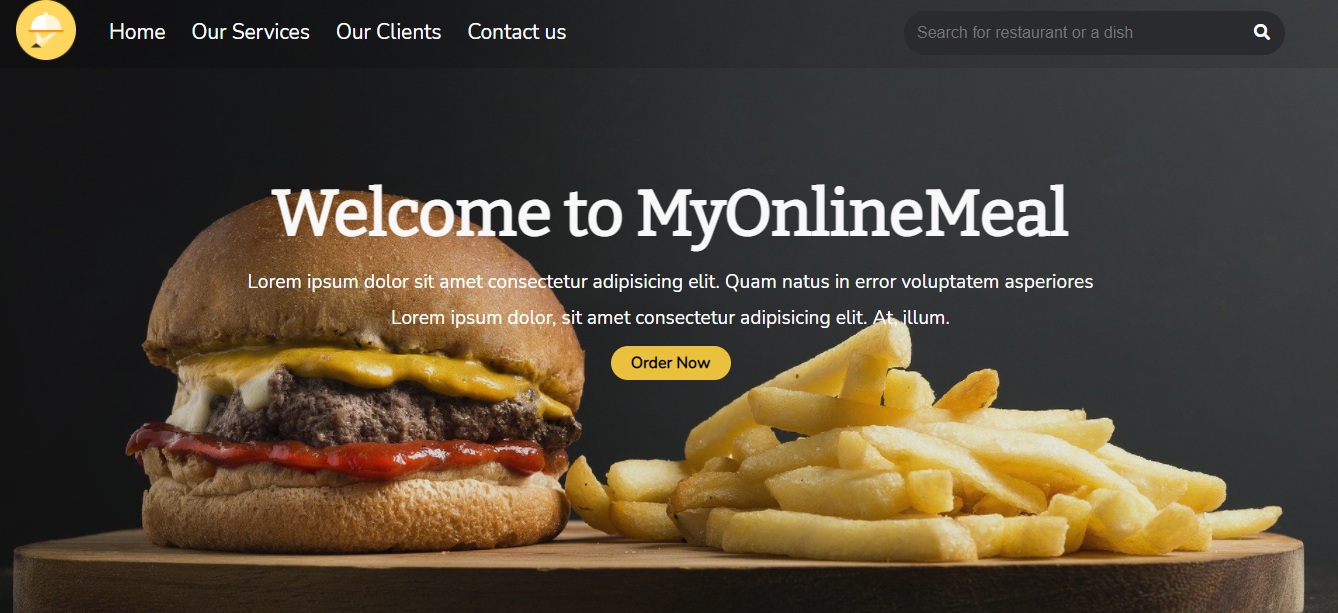 Home Our Services Our Clients Contact us Search for restaurant or a dish
Welcome to MyOnlineMeal
Lorem ipsum dolor sit amet consectetur adipisicing elit. Quam natus in error voluptatem asperiores
Lorem ipsum dolor, sit amet consectetur adipisicing elit. At, illum.
Order Now